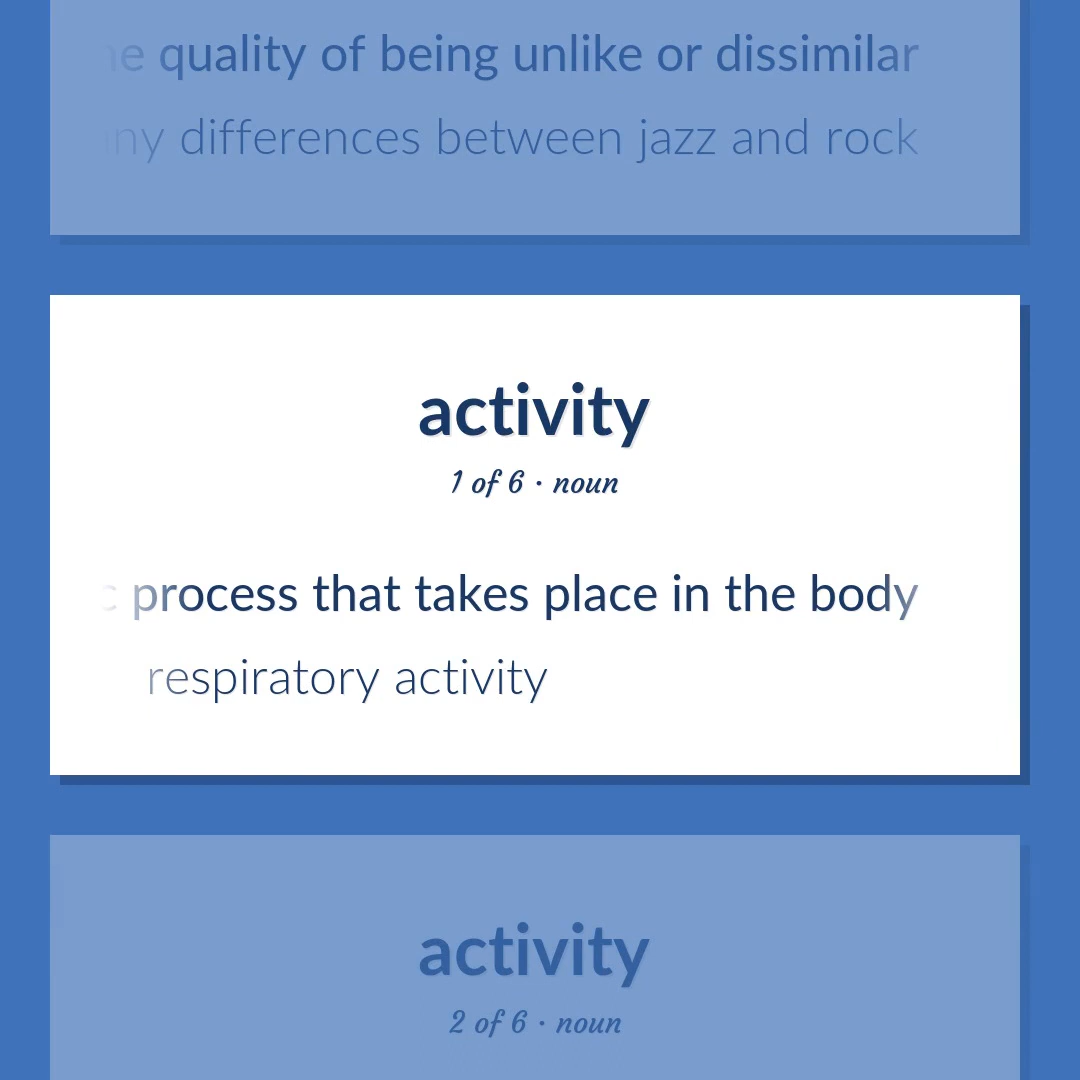 quality of being unlike or dissimilar
differences between jazz and rock
activity
1 of 6 · noun
process that takes place in the body
respiratory activity
activity
2 of 6 · noun